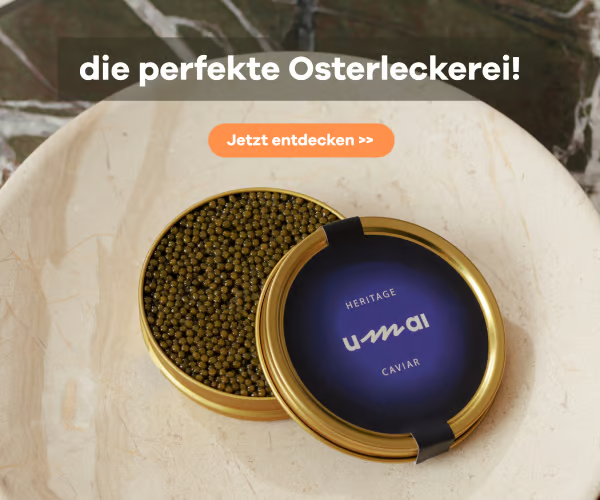 die perfekte Osterleckerei!
Jetzt entdecken >>
HERITAGE
umai
CAVIAR